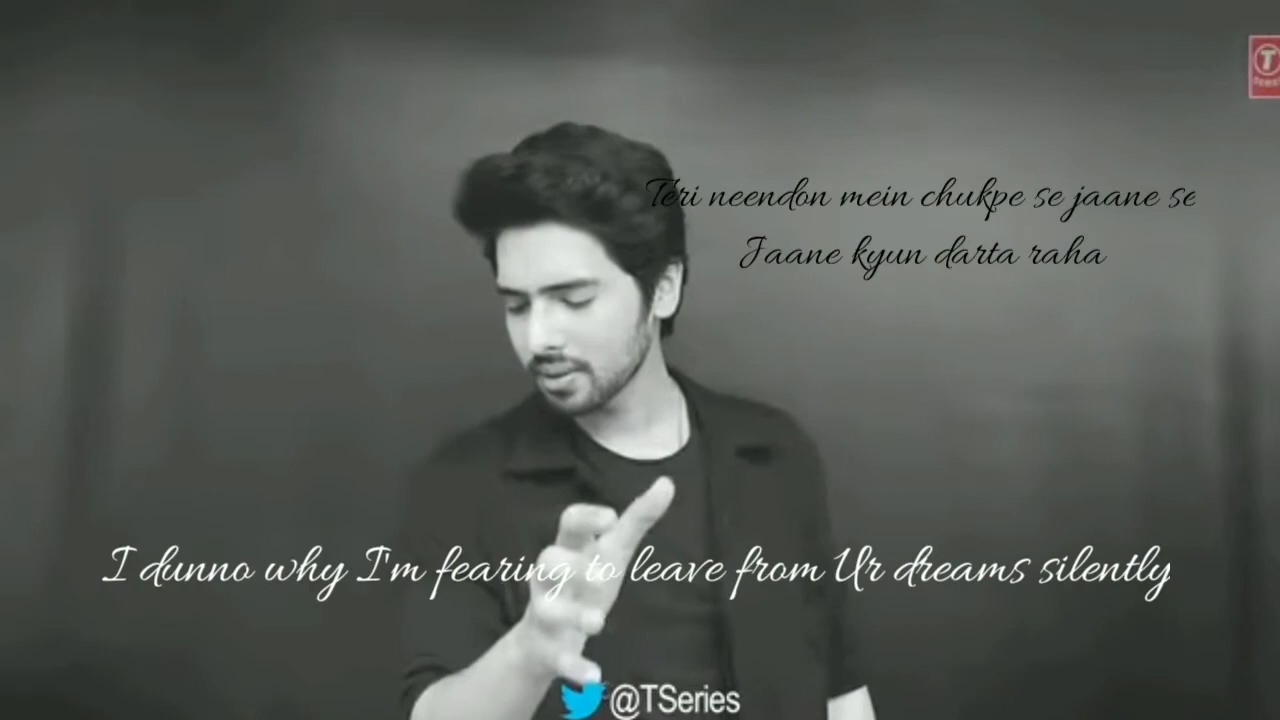 T
SERIES
Teri neendon mein chukpe se jaane se
Jaane kyun darta raha
I dunno why I'm fearing to leave from Ur dreams silently
@TSeries